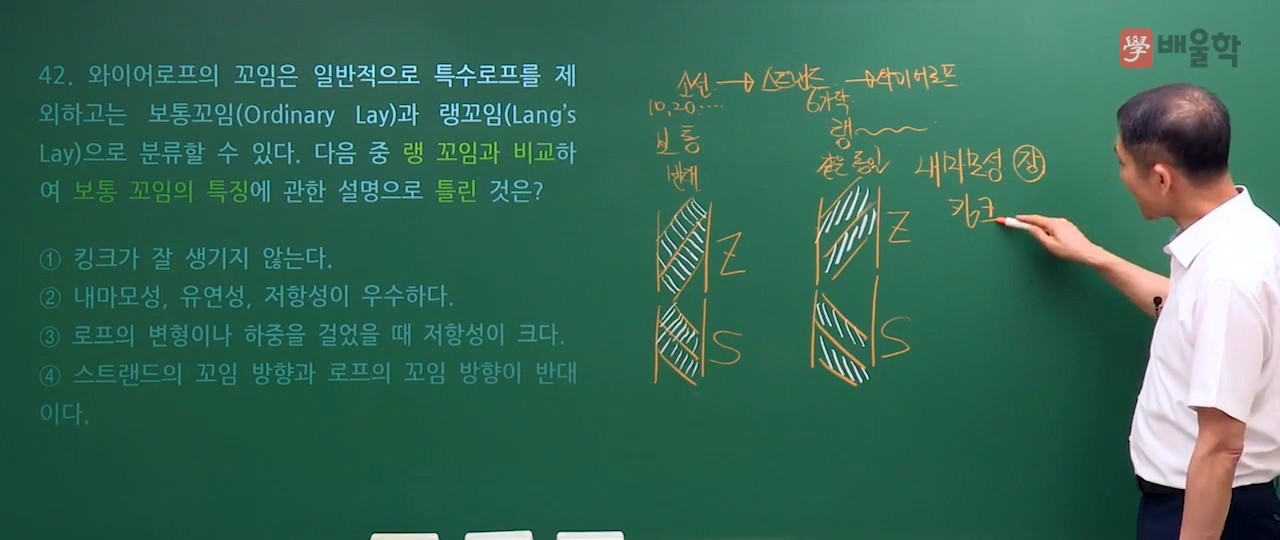 學 배울학
42. 와이어로프의 꼬임은 일반적으로 특수로프를 제
외하고는 보통꼬임(Ordinary Lay)과 랭꼬임(Lang's
Lay)으로 분류할 수 있다. 다음 중 랭 꼬임과 비교하
여 보통 꼬임의 특징에 관한 설명으로 틀린 것은?
① 킹크가 잘 생기지 않는다.
② 내마모성, 유연성, 저항성이 우수하다.
③ 로프의 변형이나 하중을 걸었을 때 저항성이 크다.
④ 스트랜드의 꼬임 방향과 로프의 꼬임 방향이 반대
이다.
소선 → 스트랜드 → 와이어로프
10, 20 ···· 6가닥
보통 랭
반대 동일
내마모성 장
킹크
Z Z
S S